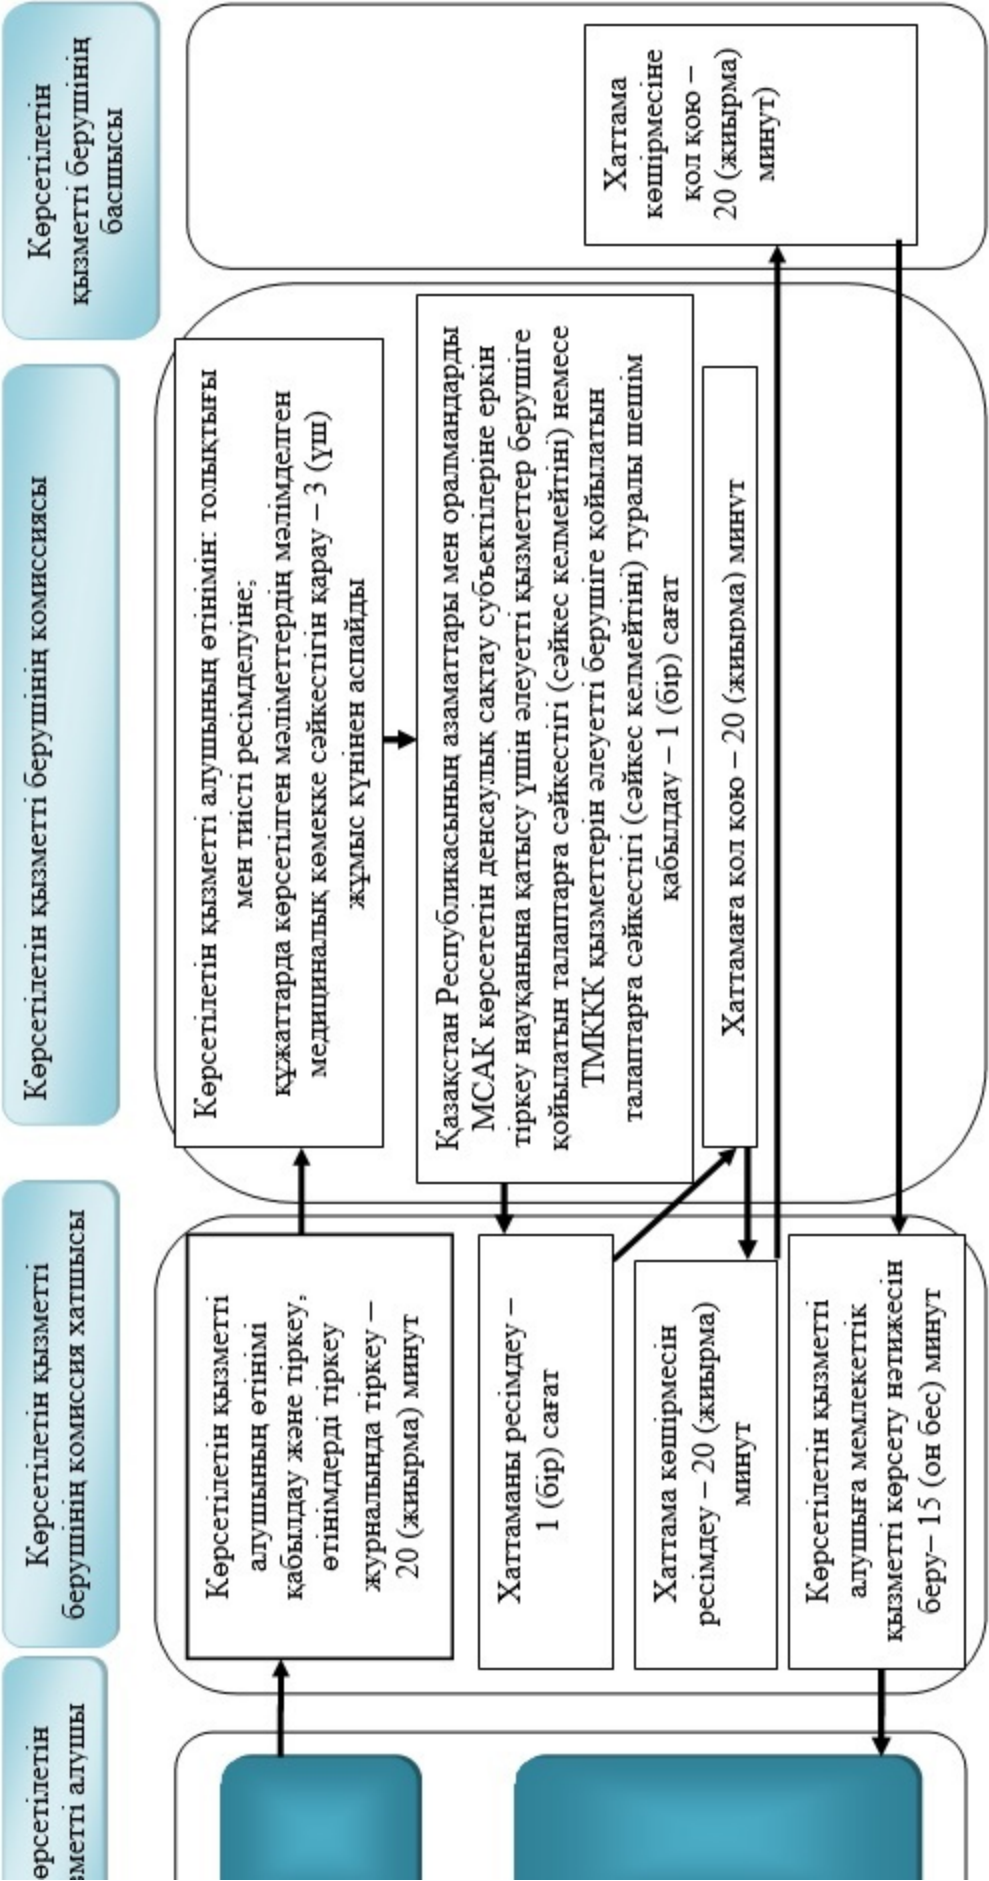 өрсетілетін
зметті алушы
Көрсетілетін қызметті
берушінің комиссия хатшысы
Көрсетілетін қызметті берушінің комиссиясы
Көрсетілетін
қызметті берушінің
басшысы
Көрсетілетін қызметті
алушының өтінімі
қабылдау және тіркеу,
өтінімдерді тіркеу
журналында тіркеу –
20 (жиырма) минут
Көрсетілетін қызметті алушының өтінімін: толықтығы
мен тиісті ресімделуіне;
құжаттарда көрсетілген мәліметтердің мәлімделген
медициналық көмекке сәйкестігін қарау – 3 (үш)
жұмыс күнінен аспайды
Қазақстан Республикасының азаматтары мен оралмандарды
МСАК көрсететін денсаулық сақтау субъектілеріне еркін
тіркеу науқанына қатысу үшін әлеуетті қызметтер берушіге
қойылатын талаптарға сәйкестігі (сәйкес келмейтіні) немесе
ТМККК қызметтерін әлеуетті берушіге қойылатын
талаптарға сәйкестігі (сәйкес келмейтіні) туралы шешім
қабылдау – 1 (бір) сағат
Хаттаманы ресімдеу –
1 (бір) сағат
Хаттамаға қол қою – 20 (жиырма) минут
Хаттама көшірмесін
ресімдеу – 20 (жиырма)
минут
Хаттама
көшірмесіне
қол қою –
20 (жиырма)
минут)
Көрсетілетін қызметті
алушыға мемлекеттік
қызметті көрсету нәтижесін
беру– 15 (он бес) минут